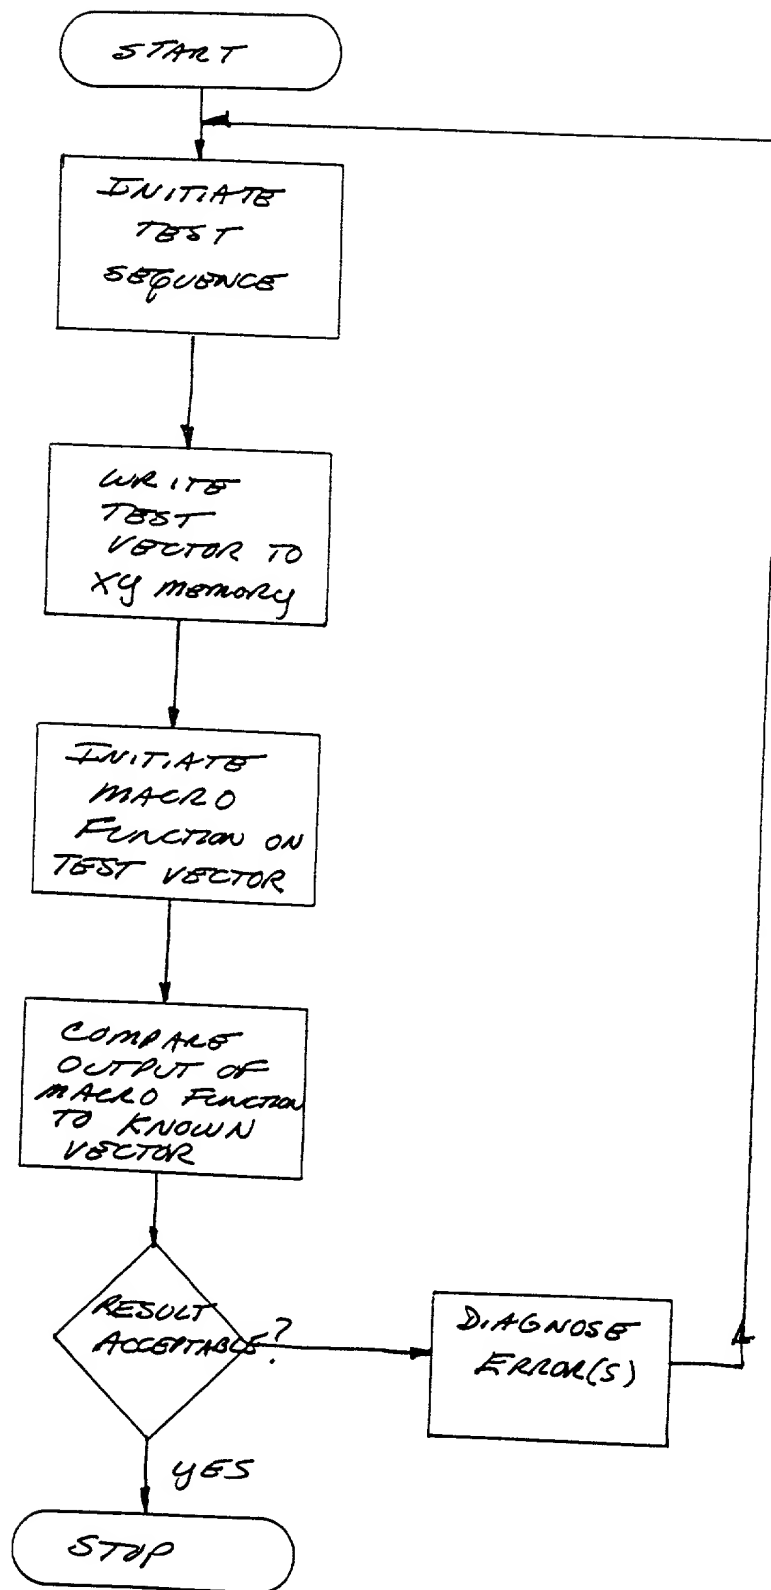 START
INITIATE
TEST
SEQUENCE
WRITE
TEST
VECTOR TO
XY MEMORY
INITIATE
MACRO
FUNCTION ON
TEST VECTOR
COMPARE
OUTPUT OF
MACRO FUNCTION
TO KNOWN
VECTOR
RESULT
ACCEPTABLE?
DIAGNOSE
ERROR(S)
YES
STOP